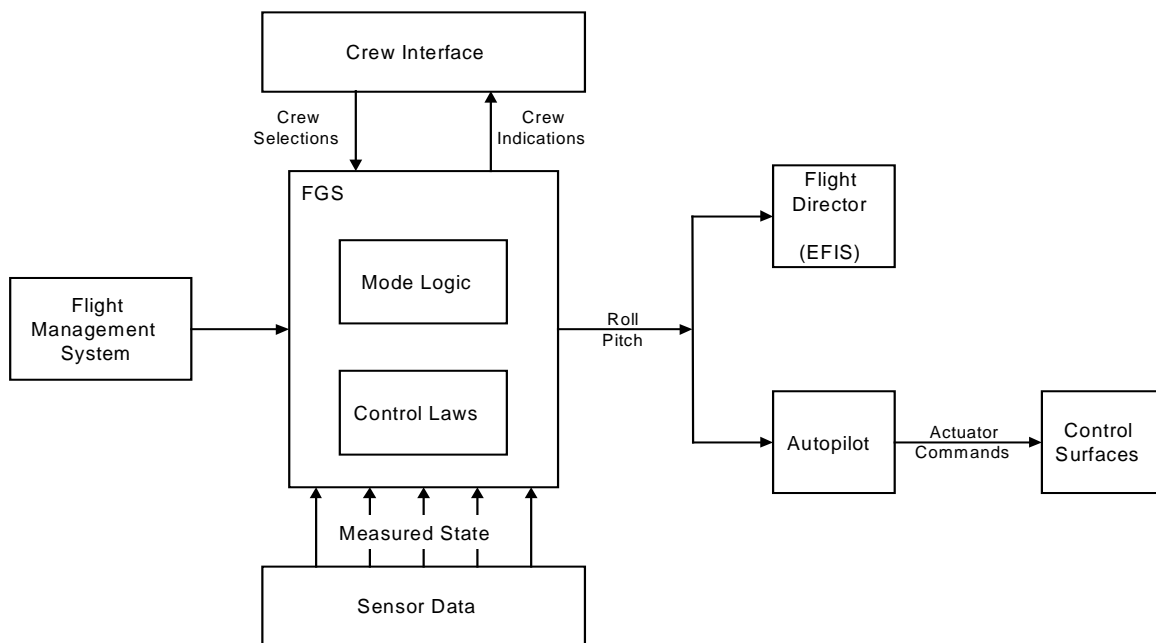 Crew Interface
Crew
Selections
Crew
Indications
FGS
Mode Logic
Control Laws
Flight
Management
System
Roll
Pitch
Flight
Director
(EFIS)
Autopilot
Actuator
Commands
Control
Surfaces
Measured State
Sensor Data